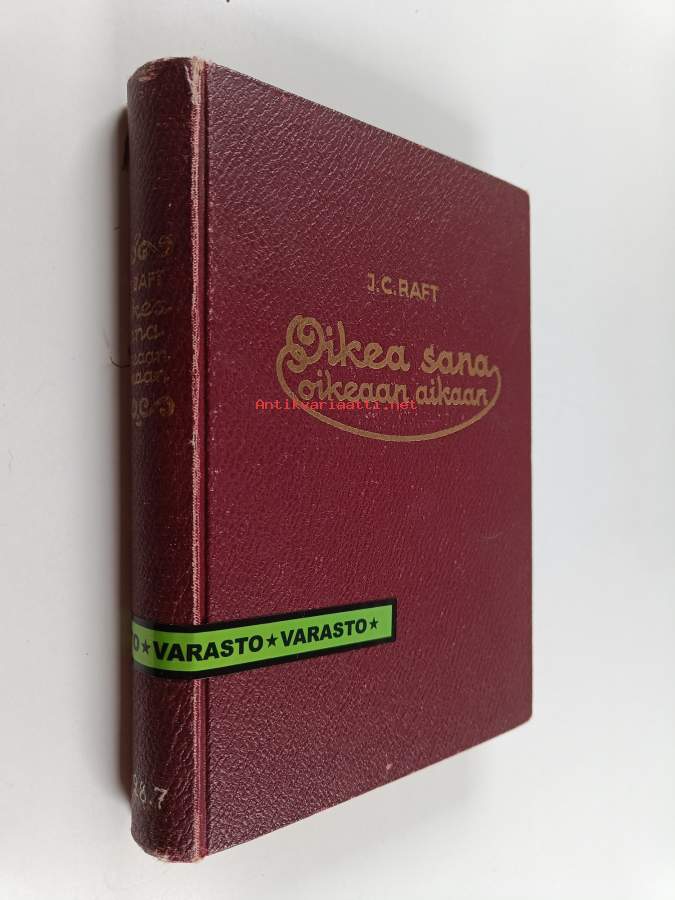 J.C. RAFT
Oikea sana
oikeaan aikaan
Antikvariaatti.net
RAFT
★VARASTO★VARASTO★